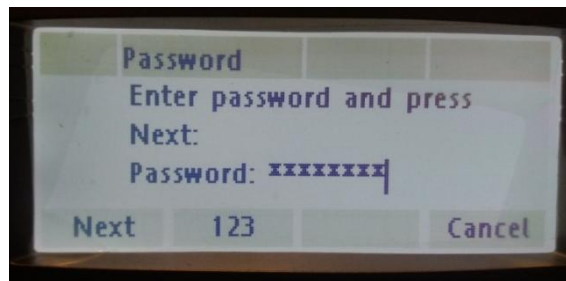 Password
Enter password and press
Next:
Password: xxxxxxxx
Next 123 Cancel